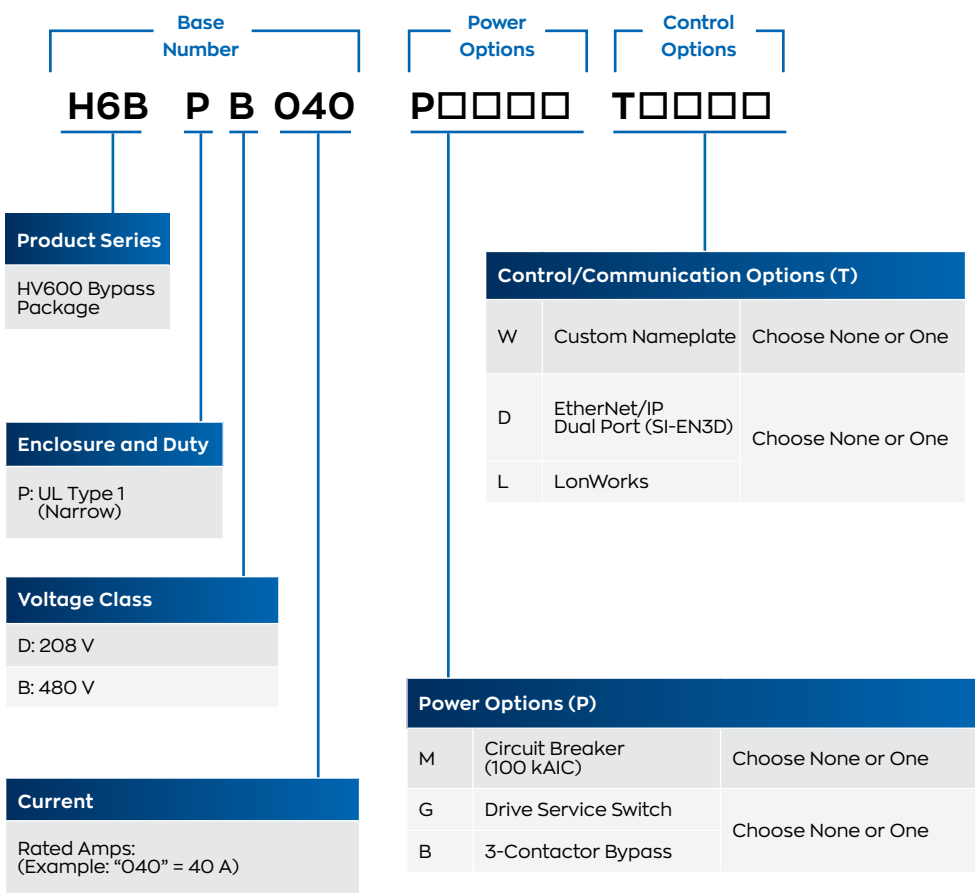 Base
Number
Power
Options
Control
Options
H6B P B 040 P□□□□ T□□□□
Product Series
HV600 Bypass
Package
Enclosure and Duty
P: UL Type 1
(Narrow)
Voltage Class
D: 208 V
B: 480 V
Current
Rated Amps:
(Example: “040” = 40 A)
Control/Communication Options (T)
W Custom Nameplate Choose None or One
D EtherNet/IP
Dual Port (SI-EN3D)
Choose None or One
L LonWorks
Power Options (P)
M Circuit Breaker
(100 kAIC)
Choose None or One
G Drive Service Switch
Choose None or One
B 3-Contactor Bypass